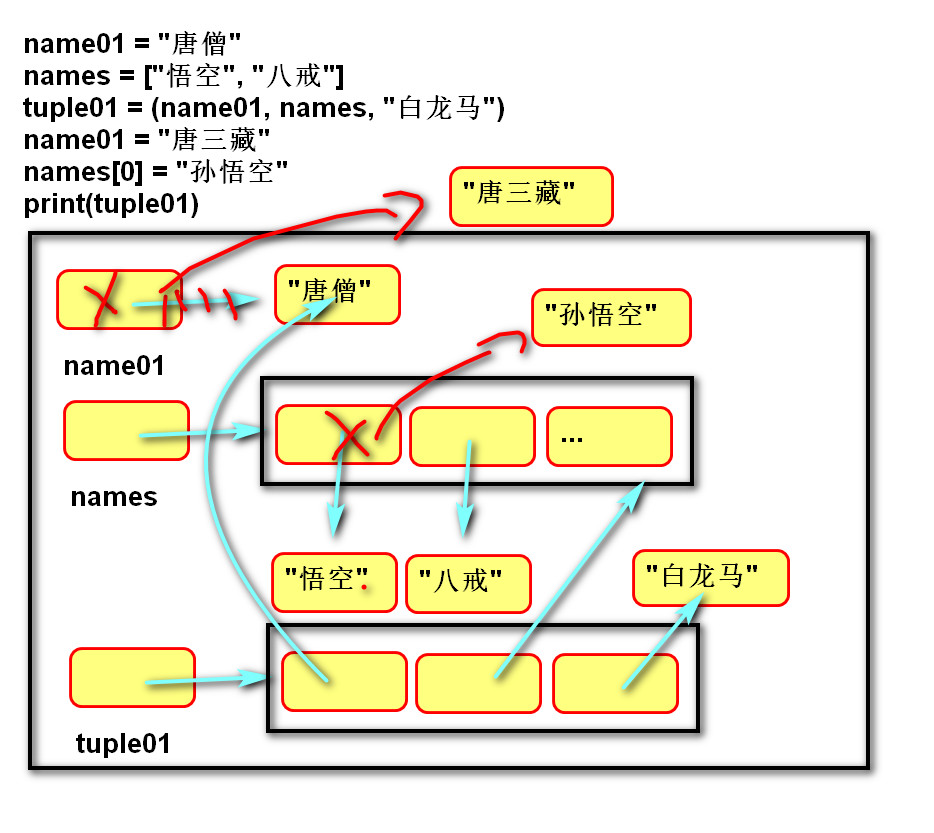 name01 = "唐僧"
names = ["悟空", "八戒"]
tuple01 = (name01, names, "白龙马")
name01 = "唐三藏"
names[0] = "孙悟空"
print(tuple01)
"唐三藏"
"唐僧"
"孙悟空"
name01
...
names
"悟空"
"八戒"
"白龙马"
tuple01